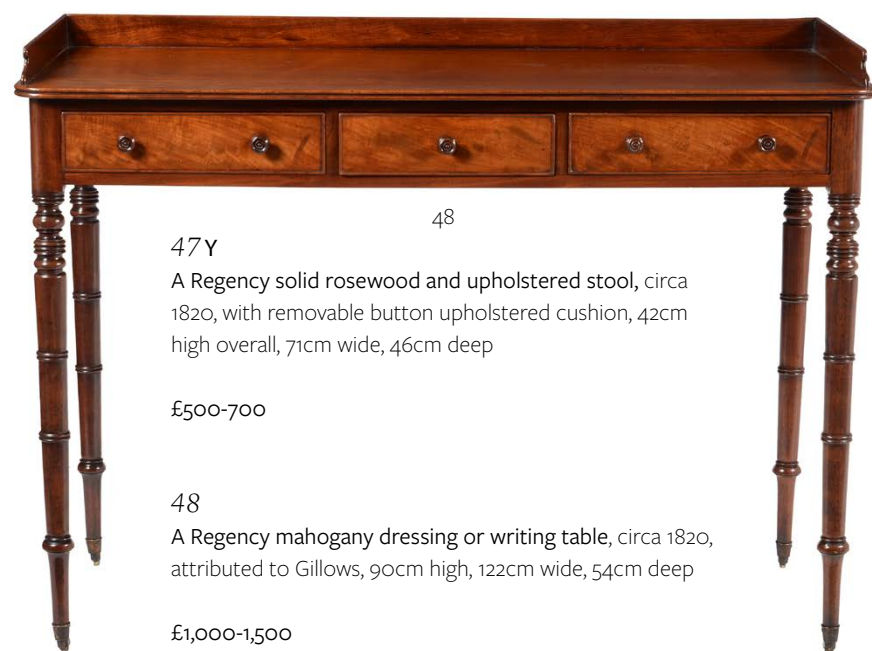 48
47 Y
A Regency solid rosewood and upholstered stool, circa
1820, with removable button upholstered cushion, 42cm
high overall, 71cm wide, 46cm deep
£500-700
48
A Regency mahogany dressing or writing table, circa 1820,
attributed to Gillows, 90cm high, 122cm wide, 54cm deep
£1,000-1,500